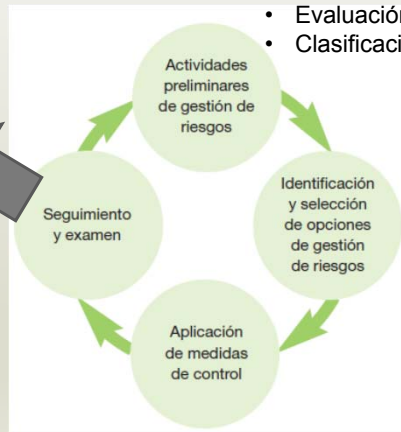 • Evaluación
• Clasificaci
Actividades
preliminares
de gestión de
riesgos
Identificación
y selección
de opciones
de gestión
de riesgos
Aplicación
de medidas
de control
Seguimiento
y examen